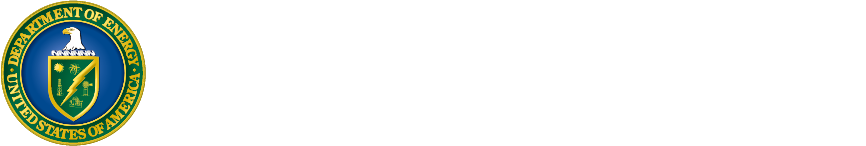 DEPARTMENT OF ENERGY
UNITED STATES OF AMERICA